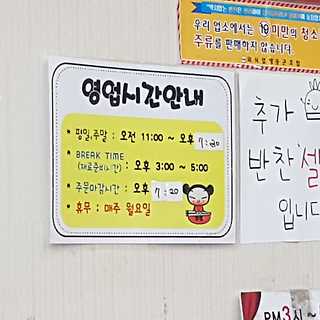 우리 업소에서는 19 미만의 청소
주류를 판매하지 않습니다
영업시간안내
평일,주말 : 오전 11:00 ~ 오후 7:30
BREAK TIME
(재료준비시간) : 오후 3:00 ~ 5:00
주문마감시간 : 오후 7:20
휴무 : 매주 월요일
추가
반찬 셀
입니다
PM3시 ~